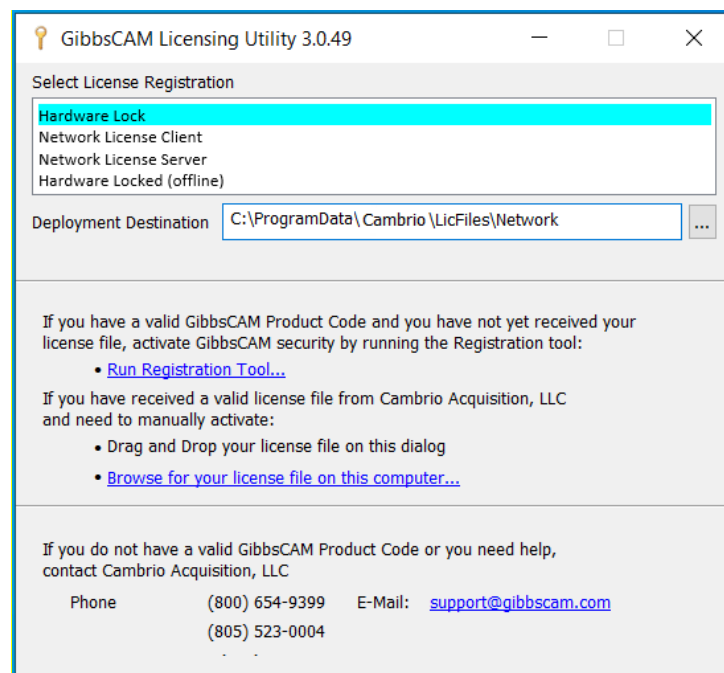 GibbsCAM Licensing Utility 3.0.49
Select License Registration
Hardware Lock
Network License Client
Network License Server
Hardware Locked (offline)
Deployment Destination C:\ProgramData\Cambrio\LicFiles\Network ...
If you have a valid GibbsCAM Product Code and you have not yet received your
license file, activate GibbsCAM security by running the Registration tool:
• Run Registration Tool...
If you have received a valid license file from Cambrio Acquisition, LLC
and need to manually activate:
• Drag and Drop your license file on this dialog
• Browse for your license file on this computer...
If you do not have a valid GibbsCAM Product Code or you need help,
contact Cambrio Acquisition, LLC
Phone (800) 654-9399 E-Mail: support@gibbscam.com
(805) 523-0004